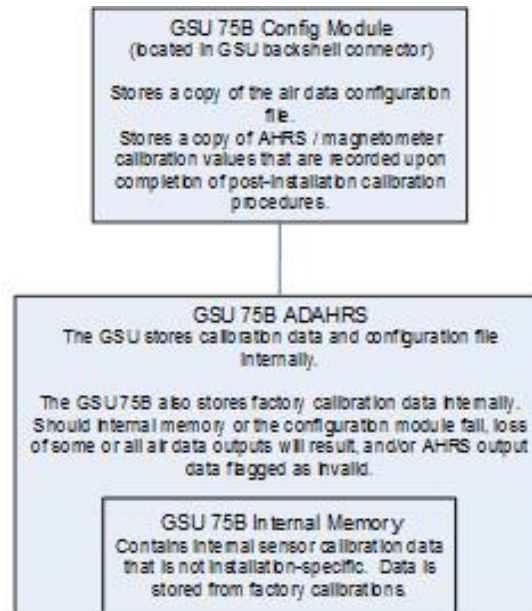 GSU 75B Config Module
(located in GSU backshell connector)
Stores a copy of the air data configuration
file.
Stores a copy of AHRS / magnetometer
calibration values that are recorded upon
completion of post-installation calibration
procedures.
GSU 75B ADAHRS
The GSU stores calibration data and configuration file
internally.
The GSU 75B also stores factory calibration data internally.
Should internal memory or the configuration module fail, loss
of some or all air data outputs will result, and/or AHRS output
data flagged as invalid.
GSU 75B Internal Memory
Contains internal sensor calibration data
that is not installation-specific. Data is
stored from factory calibrations.